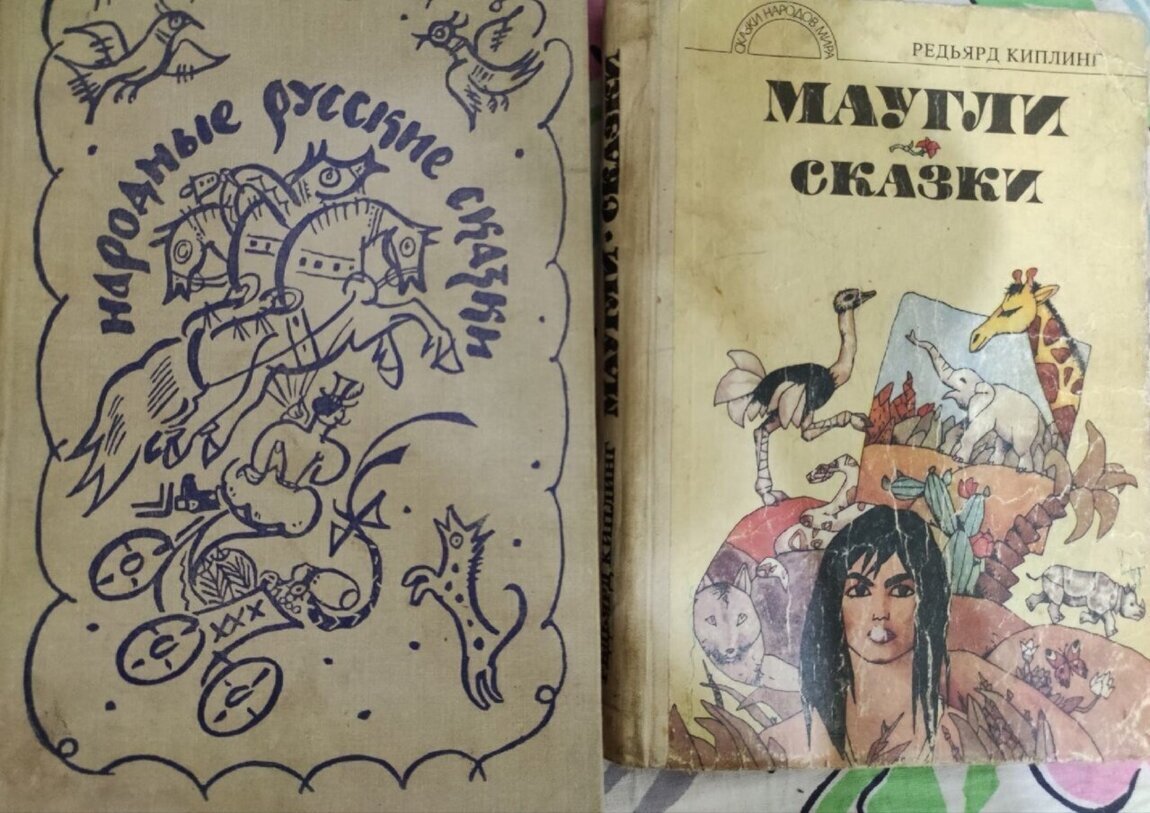 народные русские сказки
СКАЗКИ НАРОДОВ МИРА
РЕДЬЯРД КИПЛИНГ
МАУГЛИ
СКАЗКИ
РЕДЬЯРД КИПЛИНГ МАУГЛИ • СКАЗКИ